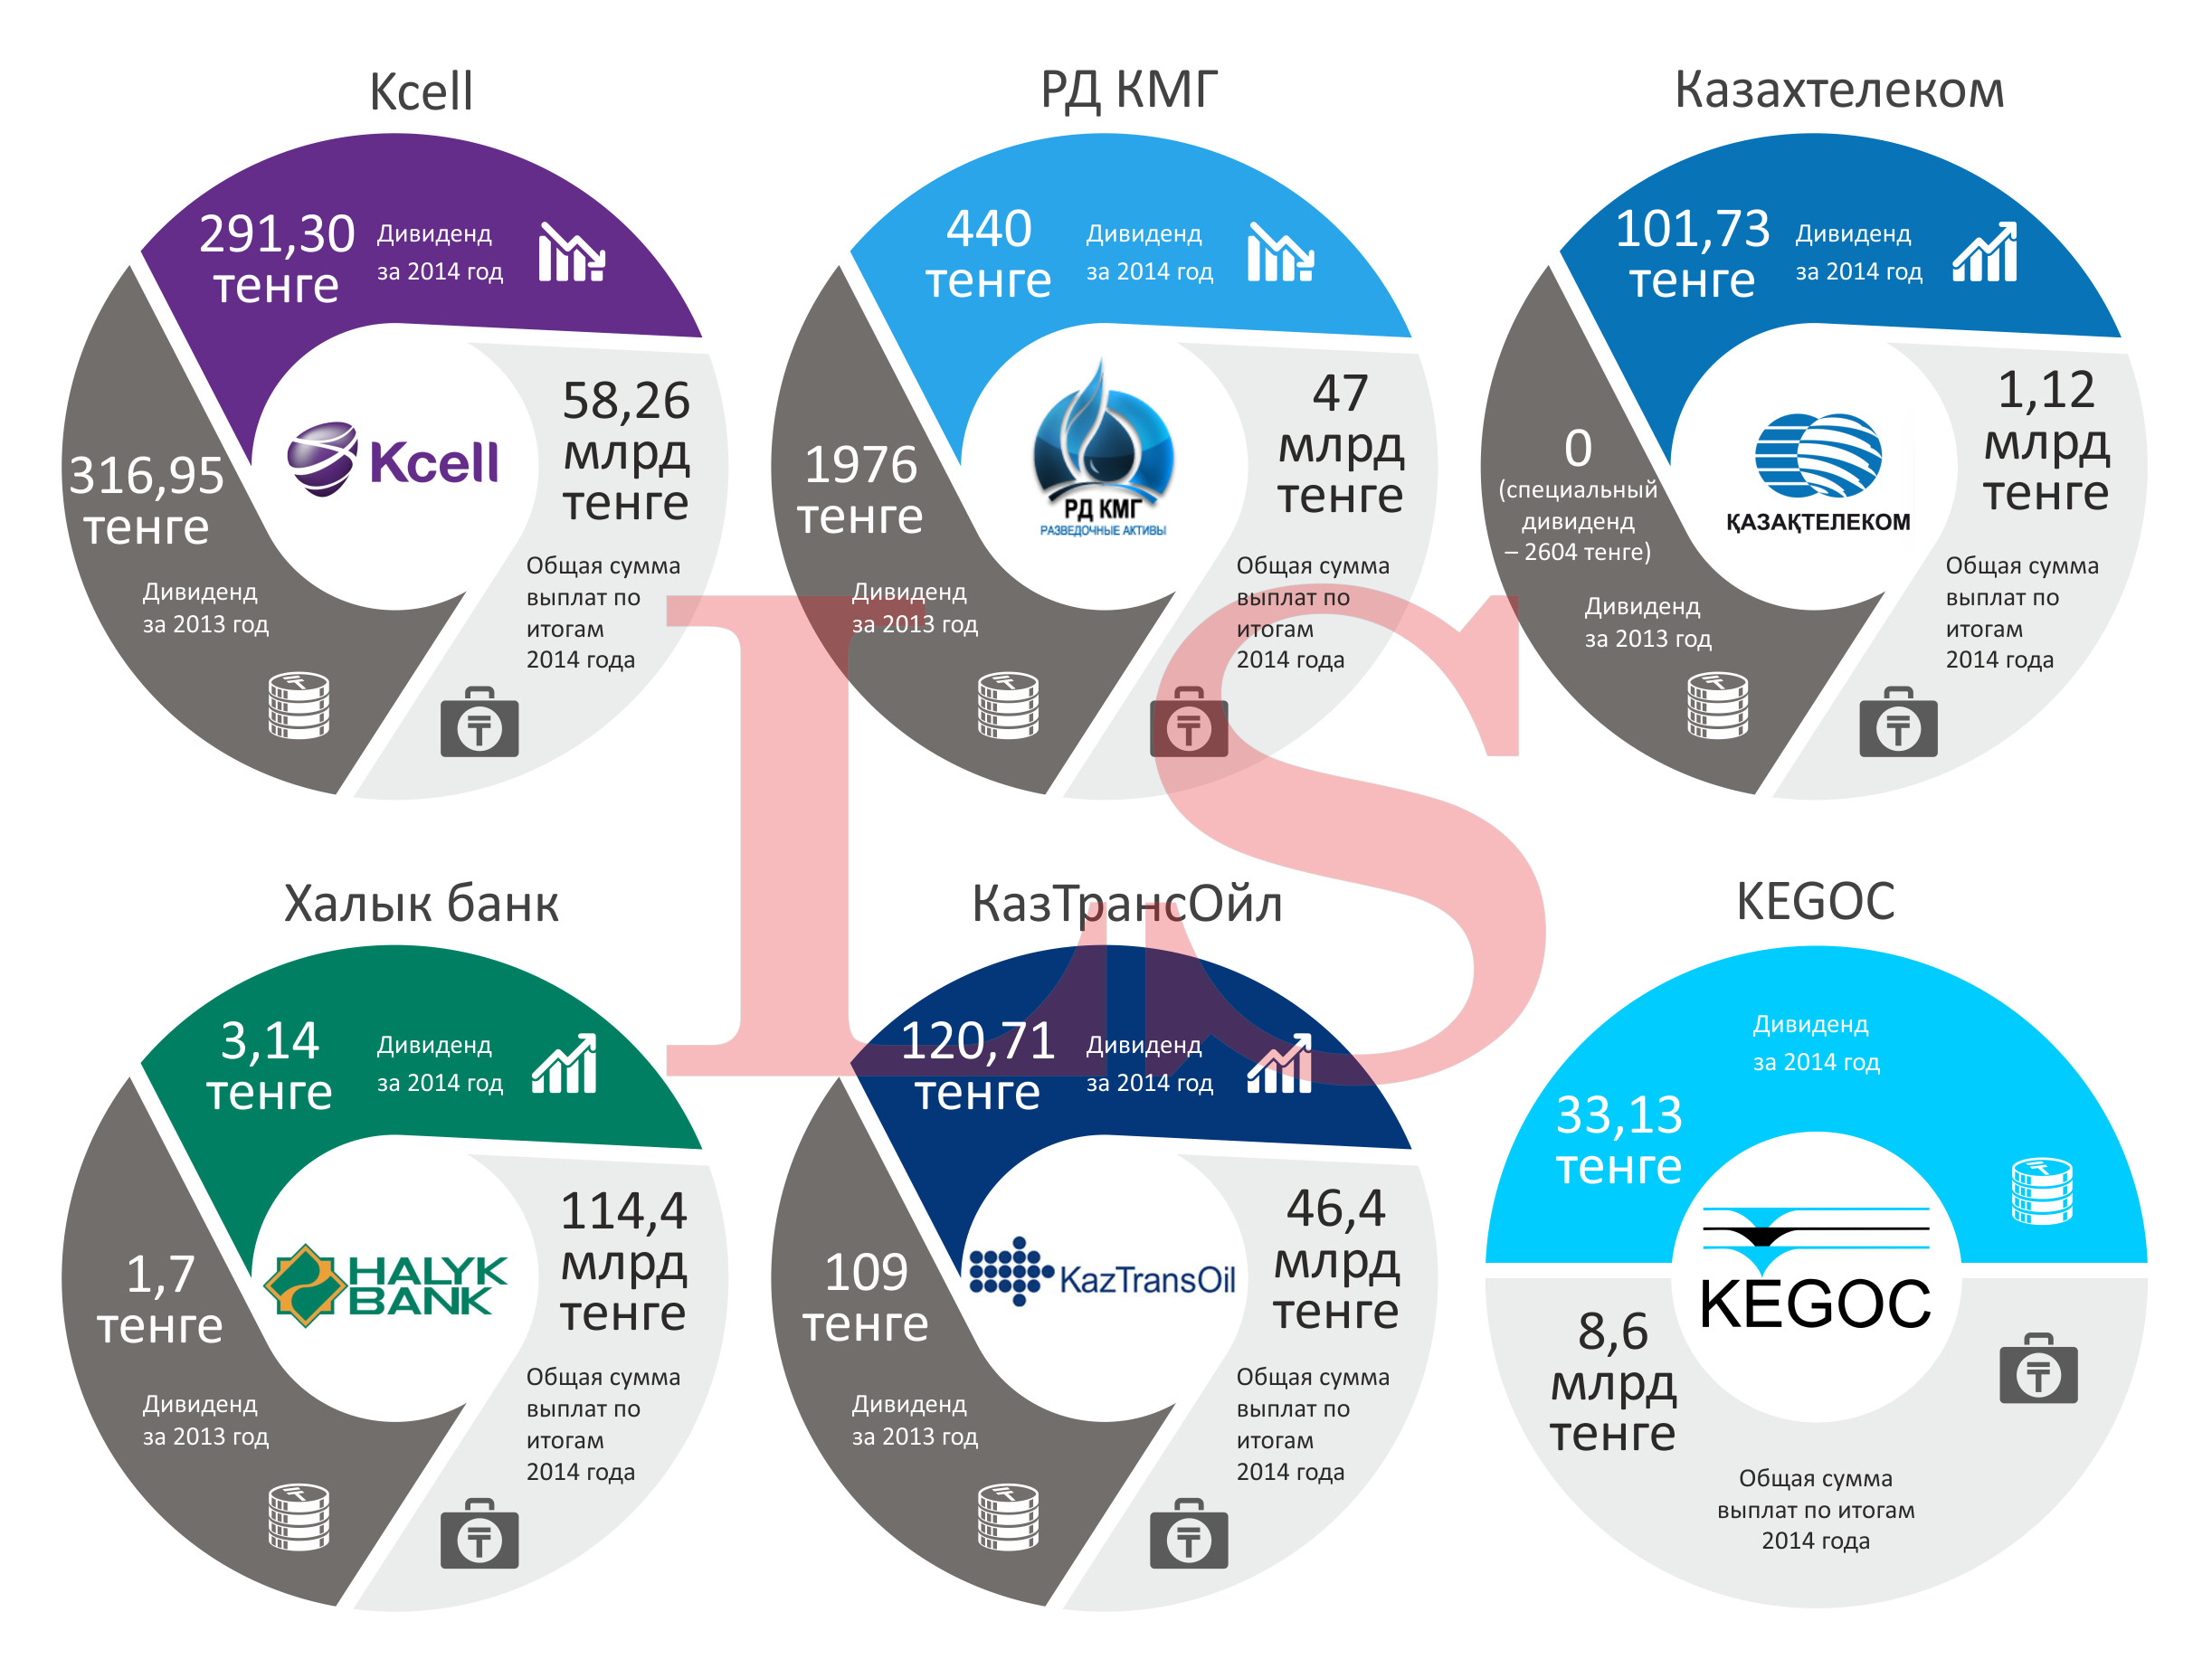 Kcell
291,30
тенге
Дивиденд
за 2014 год
316,95
тенге
Дивиденд
за 2013 год
Kcell
58,26
млрд
тенге
Общая сумма
выплат по
итогам
2014 года
РД КМГ
440
тенге
Дивиденд
за 2014 год
1976
тенге
Дивиденд
за 2013 год
РД КМГ
РАЗВЕДОЧНЫЕ АКТИВЫ
47
млрд
тенге
Общая сумма
выплат по
итогам
2014 года
Казахтелеком
101,73
тенге
Дивиденд
за 2014 год
0
(специальный
дивиденд
– 2604 тенге)
Дивиденд
за 2013 год
ҚАЗАҚТЕЛЕКОМ
1,12
млрд
тенге
Общая сумма
выплат по
итогам
2014 года
LS
Халык банк
3,14
тенге
Дивиденд
за 2014 год
1,7
тенге
Дивиденд
за 2013 год
HALYK
BANK
114,4
млрд
тенге
Общая сумма
выплат по
итогам
2014 года
КазТрансОйл
120,71
тенге
Дивиденд
за 2014 год
109
тенге
Дивиденд
за 2013 год
KazTransOil
46,4
млрд
тенге
Общая сумма
выплат по
итогам
2014 года
KEGOC
Дивиденд
за 2014 год
33,13
тенге
KEGOC
8,6
млрд
тенге
Общая сумма
выплат по итогам
2014 года